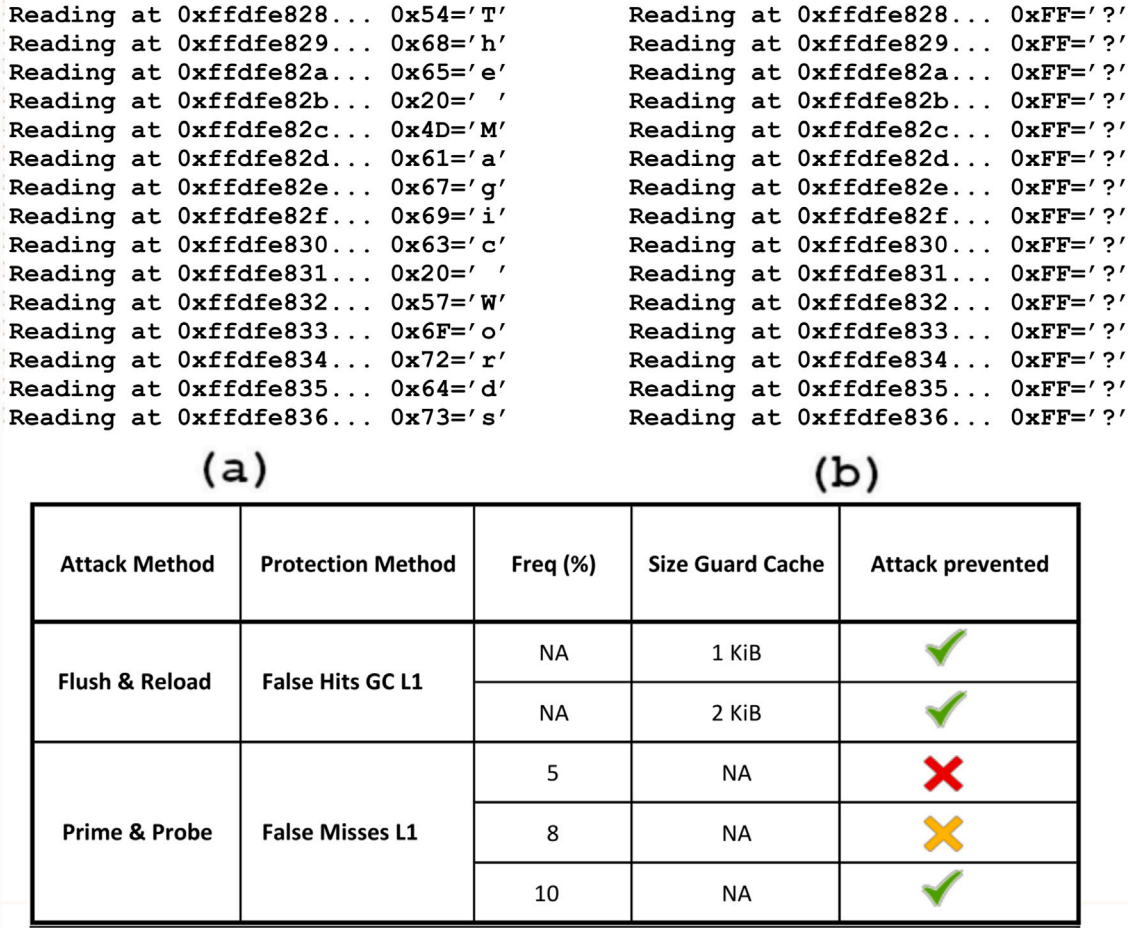 Reading at 0xffdfe828... 0x54='T'
Reading at 0xffdfe829... 0x68='h'
Reading at 0xffdfe82a... 0x65='e'
Reading at 0xffdfe82b... 0x20=' '
Reading at 0xffdfe82c... 0x4D='M'
Reading at 0xffdfe82d... 0x61='a'
Reading at 0xffdfe82e... 0x67='g'
Reading at 0xffdfe82f... 0x69='i'
Reading at 0xffdfe830... 0x63='c'
Reading at 0xffdfe831... 0x20=' '
Reading at 0xffdfe832... 0x57='W'
Reading at 0xffdfe833... 0x6F='o'
Reading at 0xffdfe834... 0x72='r'
Reading at 0xffdfe835... 0x64='d'
Reading at 0xffdfe836... 0x73='s'
(a)
Reading at 0xffdfe828... 0xFF='?'
Reading at 0xffdfe829... 0xFF='?'
Reading at 0xffdfe82a... 0xFF='?'
Reading at 0xffdfe82b... 0xFF='?'
Reading at 0xffdfe82c... 0xFF='?'
Reading at 0xffdfe82d... 0xFF='?'
Reading at 0xffdfe82e... 0xFF='?'
Reading at 0xffdfe82f... 0xFF='?'
Reading at 0xffdfe830... 0xFF='?'
Reading at 0xffdfe831... 0xFF='?'
Reading at 0xffdfe832... 0xFF='?'
Reading at 0xffdfe833... 0xFF='?'
Reading at 0xffdfe834... 0xFF='?'
Reading at 0xffdfe835... 0xFF='?'
Reading at 0xffdfe836... 0xFF='?'
(b)
Attack Method Protection Method Freq (%) Size Guard Cache Attack prevented
Flush & Reload False Hits GC L1 NA 1 KiB ✓
NA 2 KiB ✓
Prime & Probe False Misses L1 5 NA ✗
8 NA ✗
10 NA ✓